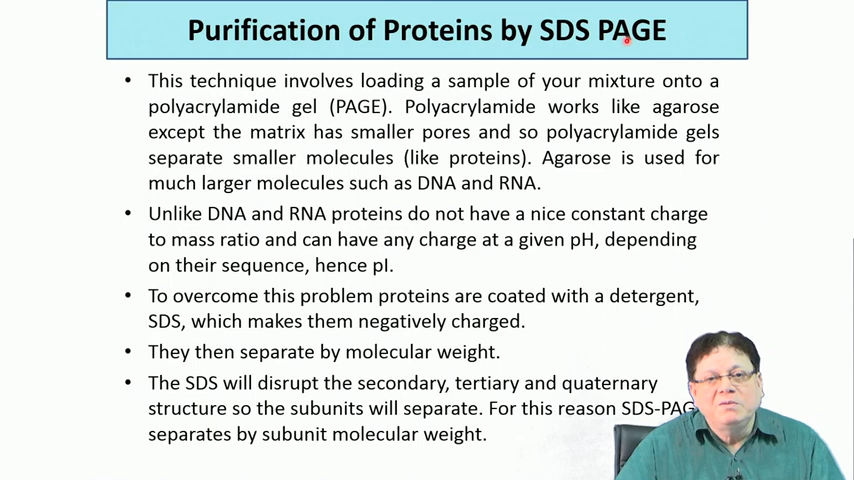 Purification of Proteins by SDS PAGE
• This technique involves loading a sample of your mixture onto a
polyacrylamide gel (PAGE). Polyacrylamide works like agarose
except the matrix has smaller pores and so polyacrylamide gels
separate smaller molecules (like proteins). Agarose is used for
much larger molecules such as DNA and RNA.
• Unlike DNA and RNA proteins do not have a nice constant charge
to mass ratio and can have any charge at a given pH, depending
on their sequence, hence pI.
• To overcome this problem proteins are coated with a detergent,
SDS, which makes them negatively charged.
• They then separate by molecular weight.
• The SDS will disrupt the secondary, tertiary and quaternary
structure so the subunits will separate. For this reason SDS-PAG
separates by subunit molecular weight.